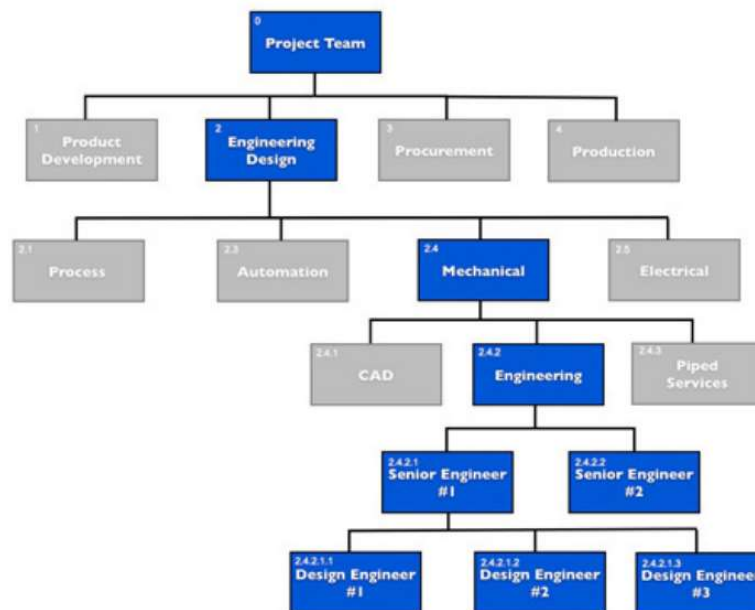 0
Project Team
1
Product
Development
2
Engineering
Design
3
Procurement
4
Production
2.1
Process
2.3
Automation
2.4
Mechanical
2.5
Electrical
2.4.1
CAD
2.4.2
Engineering
2.4.3
Piped
Services
2.4.2.1
Senior Engineer
#1
2.4.2.2
Senior Engineer
#2
2.4.2.1.1
Design Engineer
#1
2.4.2.1.2
Design Engineer
#2
2.4.2.1.3
Design Engineer
#3